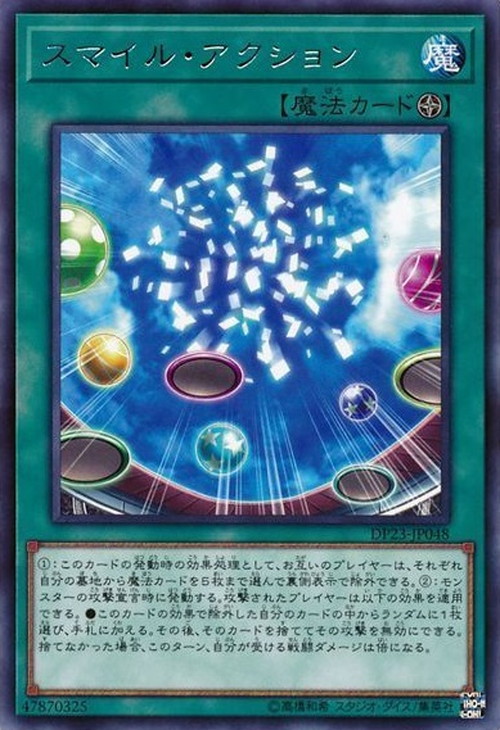 スマイル・アクション
魔
【魔法カード】
DP23-JP048
①：このカードの発動時の効果処理として、お互いのプレイヤーは、それぞれ
自分の墓地から魔法カードを５枚まで選んで裏側表示で除外できる。②：モン
スターの攻撃宣言時に発動する。攻撃されたプレイヤーは以下の効果を適用
できる。●このカードの効果で除外した自分のカードの中からランダムに１枚
選び、手札に加える。その後、そのカードを捨ててその攻撃を無効にできる。
捨てなかった場合、このターン、自分が受ける戦闘ダメージは倍になる。
47870325
©高橋和希 スタジオ・ダイス/集英社